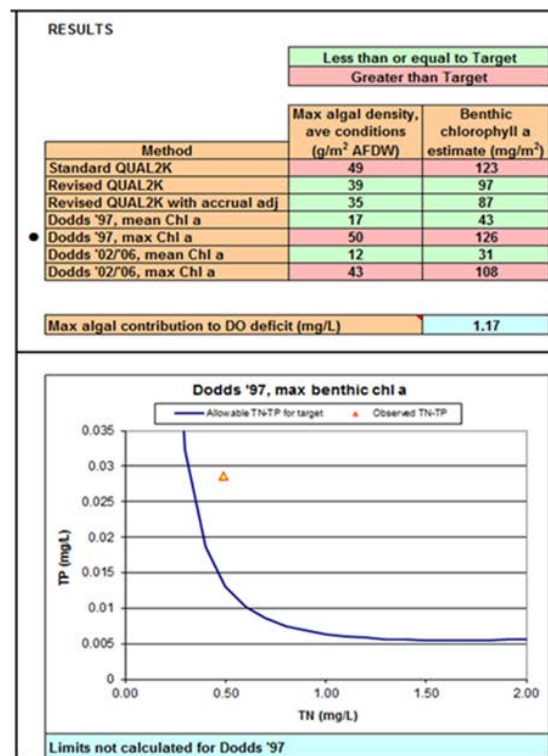 RESULTS
Less than or equal to Target
Greater than Target
Max algal density, ave conditions (g/m² AFDW) Benthic chlorophyll a estimate (mg/m²)
Method
Standard QUAL2K 49 123
Revised QUAL2K 39 97
Revised QUAL2K with accrual adj 35 87
Dodds '97, mean Chl a 17 43
● Dodds '97, max Chl a 50 126
Dodds '02/'06, mean Chl a 12 31
Dodds '02/'06, max Chl a 43 108
Max algal contribution to DO deficit (mg/L) 1.17
Dodds '97, max benthic chl a
Allowable TN-TP for target Observed TN-TP
0.035
0.03
0.025
0.02
0.015
0.01
0.005
0
TP (mg/L)
0.00 0.50 1.00 1.50 2.00
TN (mg/L)
Limits not calculated for Dodds '97